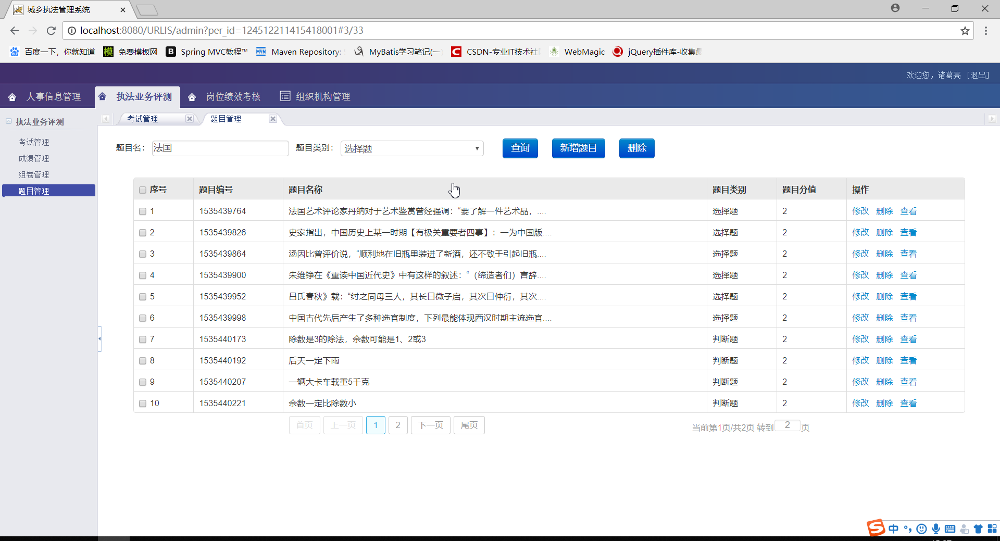 城乡执法管理系统
localhost:8080/URLIS/admin?per_id=124512211415418001#3/33
百度一下，你就知道 免费模板网 Spring MVC教程™ Maven Repository: MyBatis学习笔记(一 CSDN-专业IT技术社 WebMagic jQuery插件库-收集
欢迎您，诸葛亮 [退出]
人事信息管理 执法业务评测 岗位绩效考核 组织机构管理
执法业务评测
考试管理
成绩管理
组卷管理
题目管理
考试管理 题目管理
题目名： 法国 题目类别： 选择题 查询 新增题目 删除
序号 题目编号 题目名称 题目类别 题目分值 操作
1 1535439764 法国艺术评论家丹纳对于艺术鉴赏曾经强调：“要了解一件艺术品，.... 选择题 2 修改 删除 查看
2 1535439826 史家指出，中国历史上某一时期【有极关重要者四事】：一为中国版.... 选择题 2 修改 删除 查看
3 1535439864 汤因比曾评价说，“顺利地在旧瓶里装进了新酒，还不致于引起旧瓶.... 选择题 2 修改 删除 查看
4 1535439900 朱维铮在《重读中国近代史》中有这样的叙述：“（缔造者们）言辞.... 选择题 2 修改 删除 查看
5 1535439952 吕氏春秋》载：“纣之同母三人，其长曰微子启，其次曰仲衍，其次.... 选择题 2 修改 删除 查看
6 1535439998 中国古代先后产生了多种选官制度，下列最能体现西汉时期主流选官.... 选择题 2 修改 删除 查看
7 1535440173 除数是3的除法，余数可能是1、2或3 判断题 2 修改 删除 查看
8 1535440192 后天一定下雨 判断题 2 修改 删除 查看
9 1535440207 一辆大卡车载重5千克 判断题 2 修改 删除 查看
10 1535440221 余数一定比除数小 判断题 2 修改 删除 查看
首页 上一页 1 2 下一页 尾页 当前第1页/共2页 转到 2 页
中